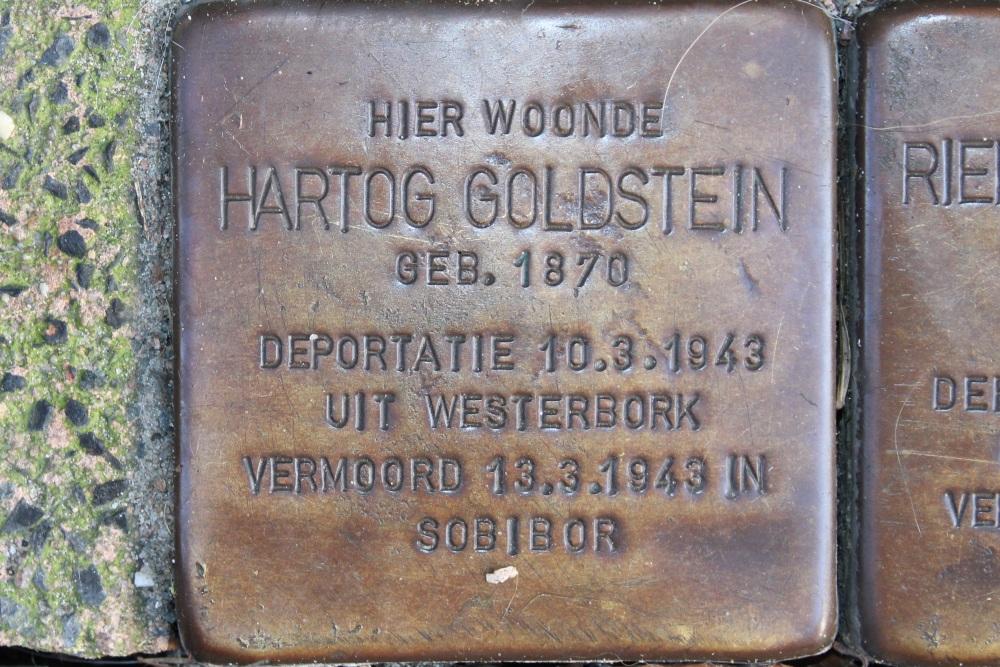 HIER WOONDE
HARTOG GOLDSTEIN
GEB. 1870
DEPORTATIE 10.3.1943
UIT WESTERBORK
VERMOORD 13.3.1943 IN
SOBIBOR